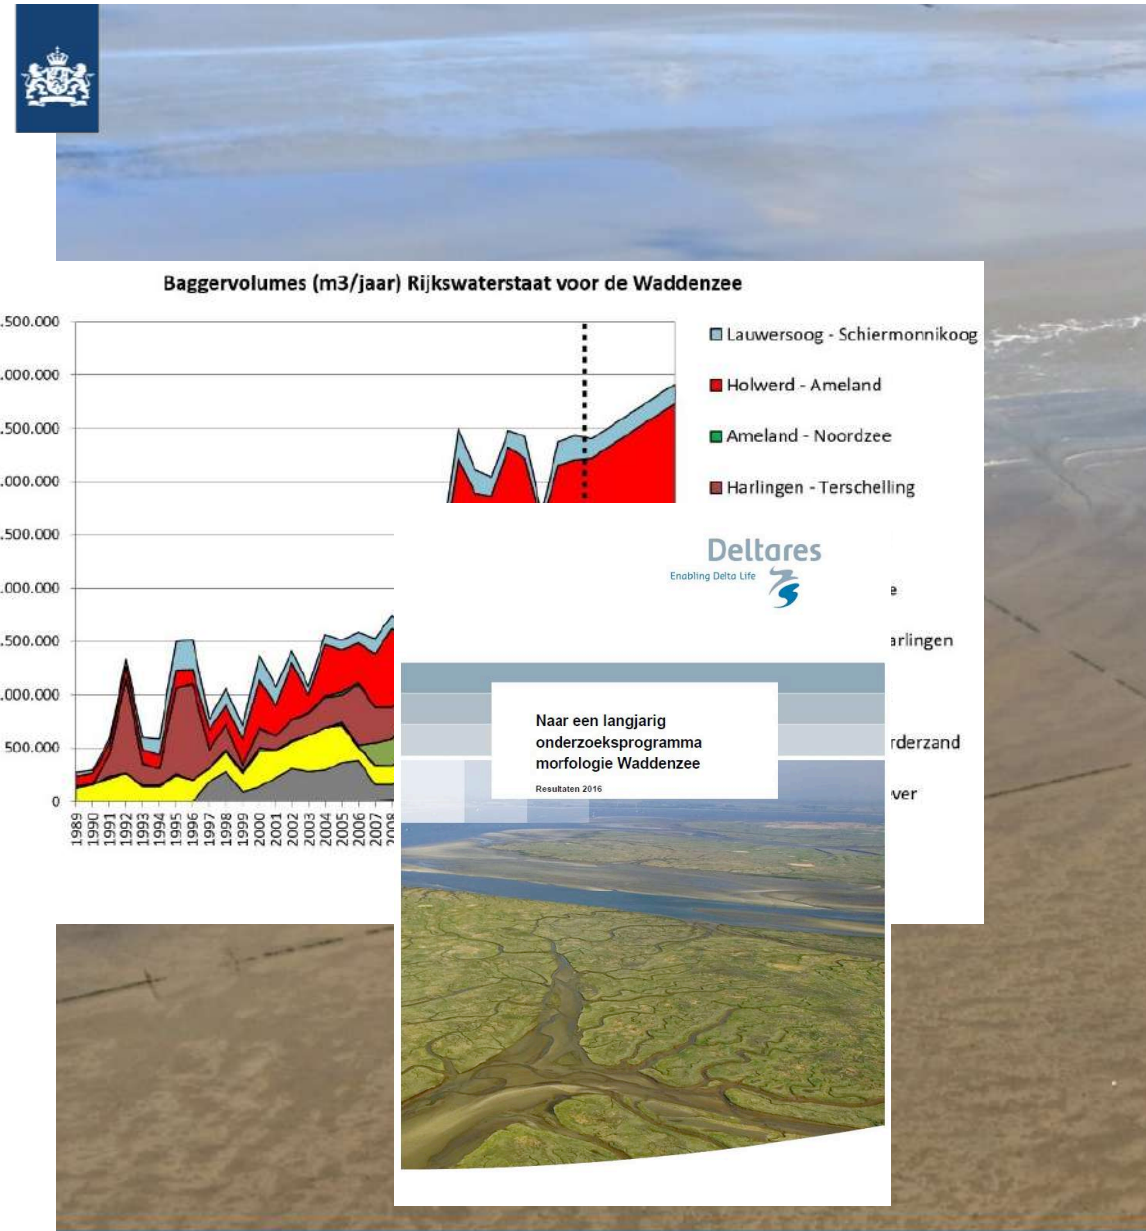 Baggervolumes (m3/jaar) Rijkswaterstaat voor de Waddenzee
.500.000
.000.000
.500.000
.000.000
.500.000
.000.000
.500.000
.000.000
500.000
0
1989
1990
1991
1992
1993
1994
1995
1996
1997
1998
1999
2000
2001
2002
2003
2004
2005
2006
2007
2008
Lauwersoog - Schiermonnikoog
Holwerd - Ameland
Ameland - Noordzee
Harlingen - Terschelling
e
arlingen
rderzand
ver
Deltares
Enabling Delta Life
Naar een langjarig
onderzoeksprogramma
morfologie Waddenzee
Resultaten 2016